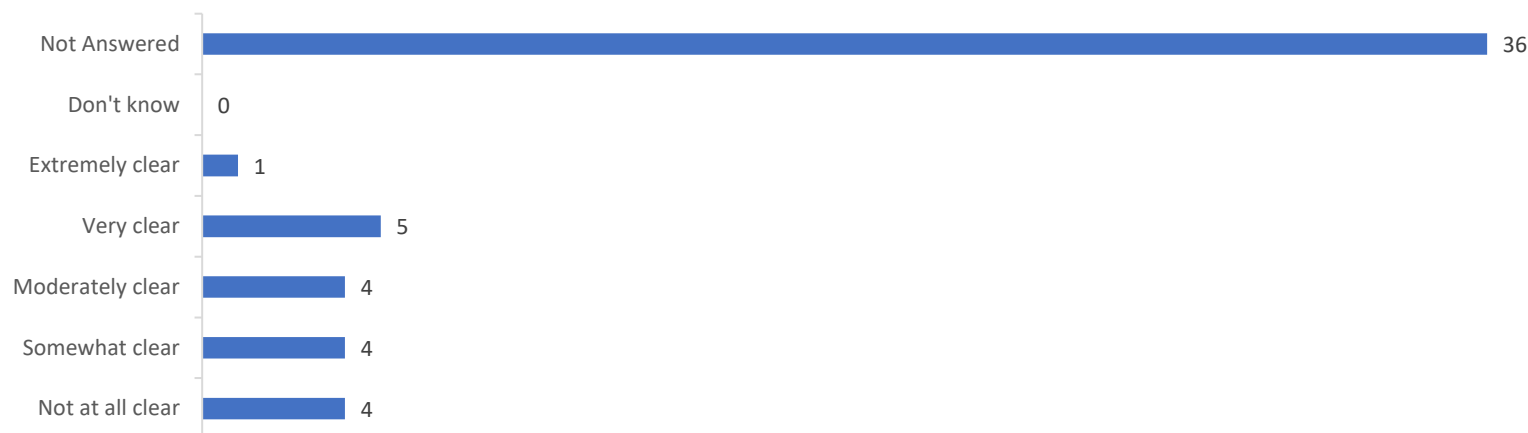 Not Answered 36
Don't know 0
Extremely clear 1
Very clear 5
Moderately clear 4
Somewhat clear 4
Not at all clear 4